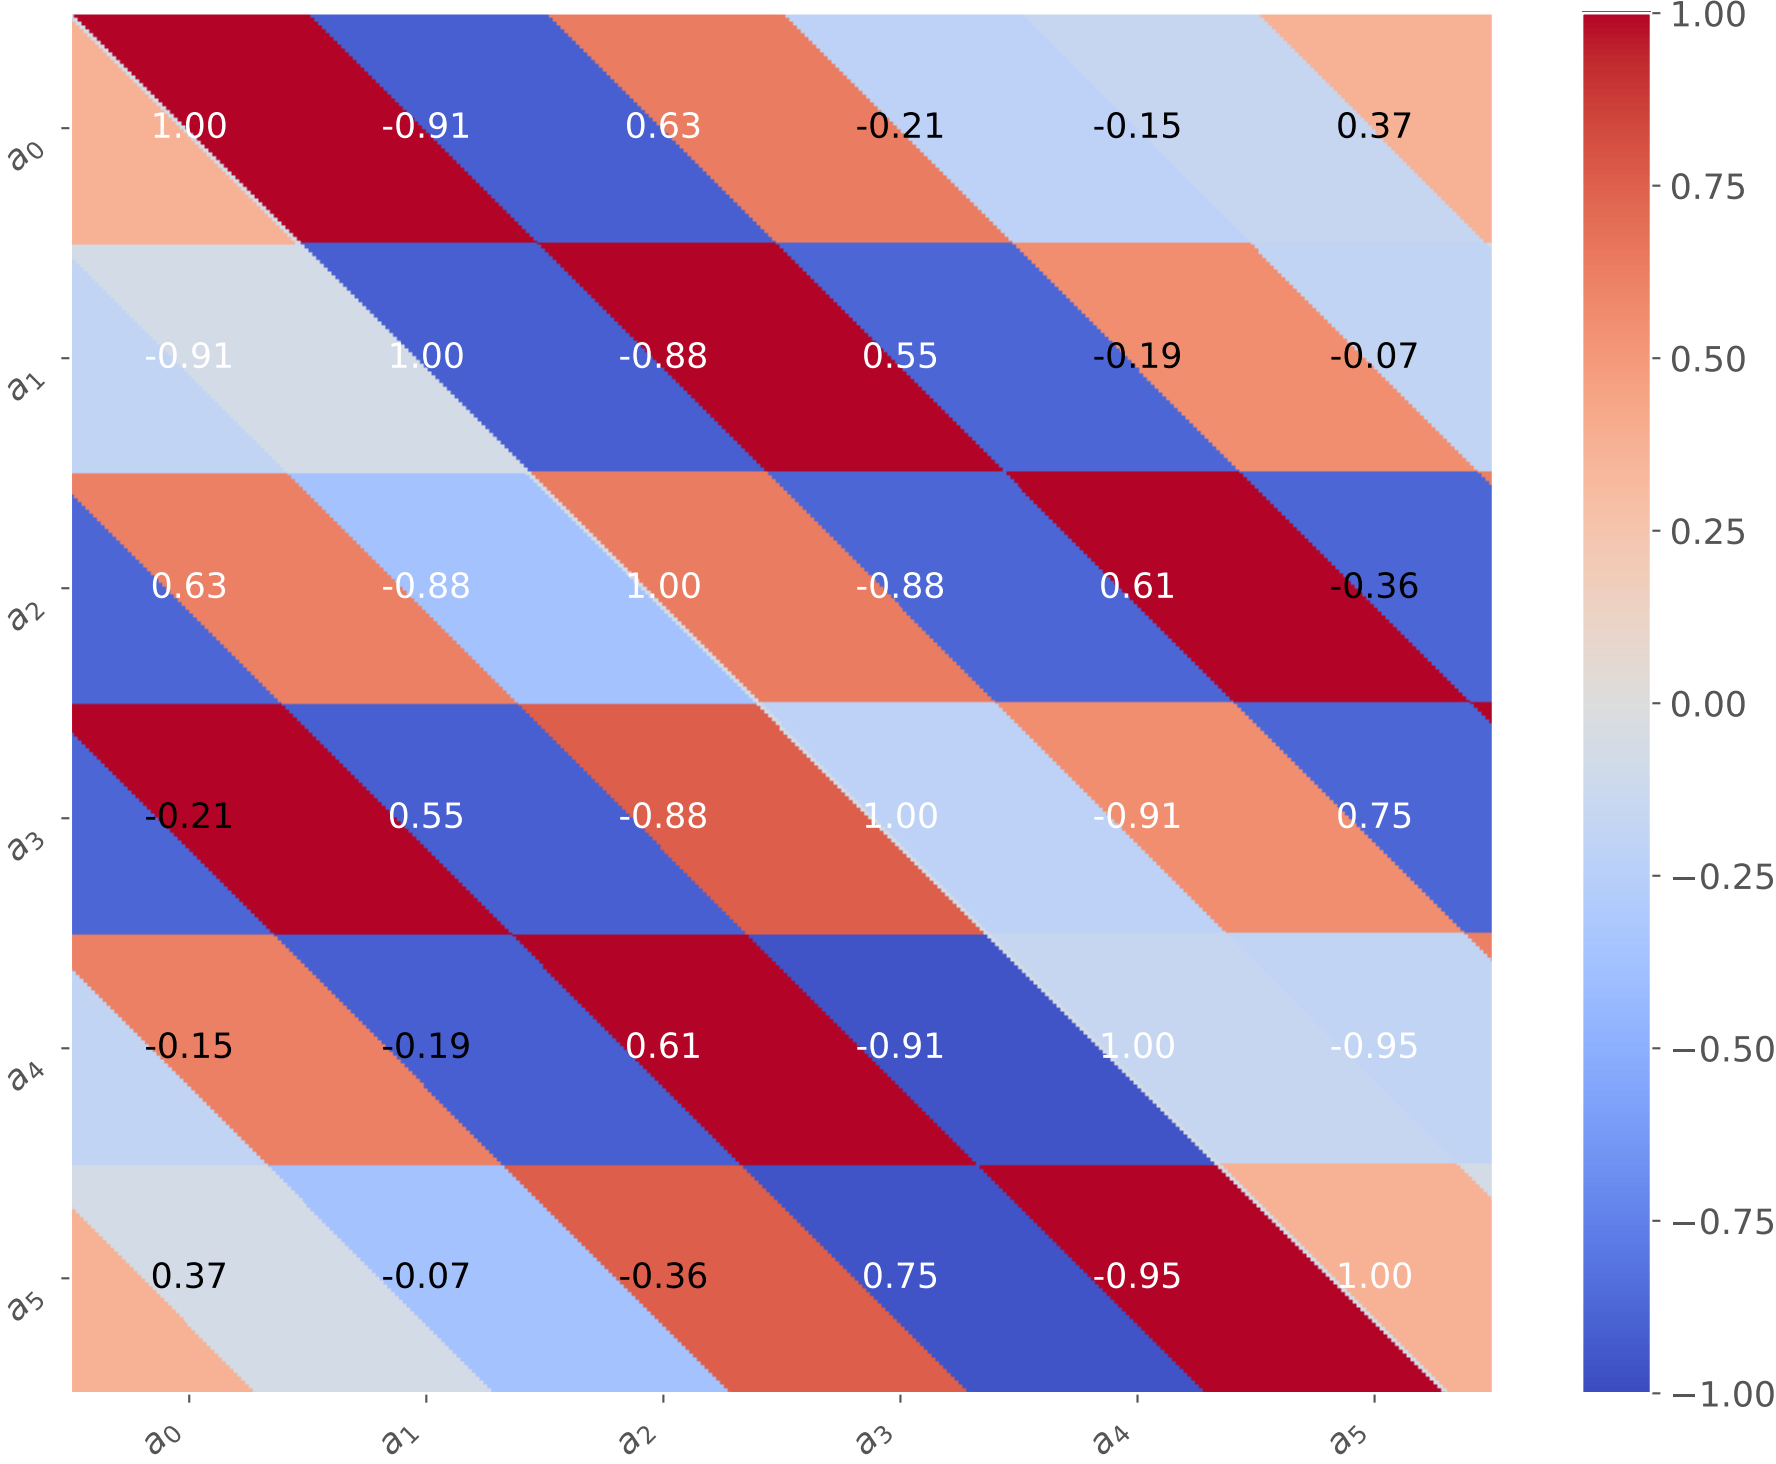 1.00
a0 1.00 -0.91 0.63 -0.21 -0.15 0.37
0.75
a1 -0.91 1.00 -0.88 0.55 -0.19 -0.07
0.50
0.25
a2 0.63 -0.88 1.00 -0.88 0.61 -0.36
0.00
a3 -0.21 0.55 -0.88 1.00 -0.91 0.75
−0.25
a4 -0.15 -0.19 0.61 -0.91 1.00 -0.95
−0.50
−0.75
a5 0.37 -0.07 -0.36 0.75 -0.95 1.00
−1.00
a0 a1 a2 a3 a4 a5